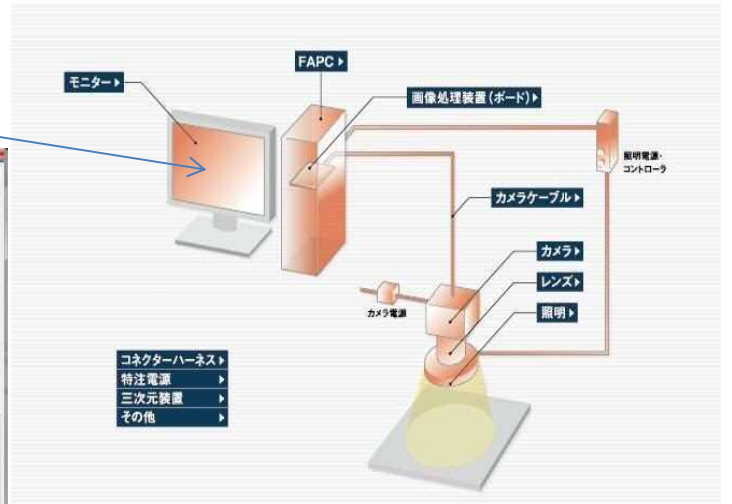 FAPC
モニター
画像処理装置(ボード)
照明電源・
コントローラ
カメラケーブル
カメラ
レンズ
照明
カメラ電源
コネクターハーネス
特注電源
三次元装置
その他